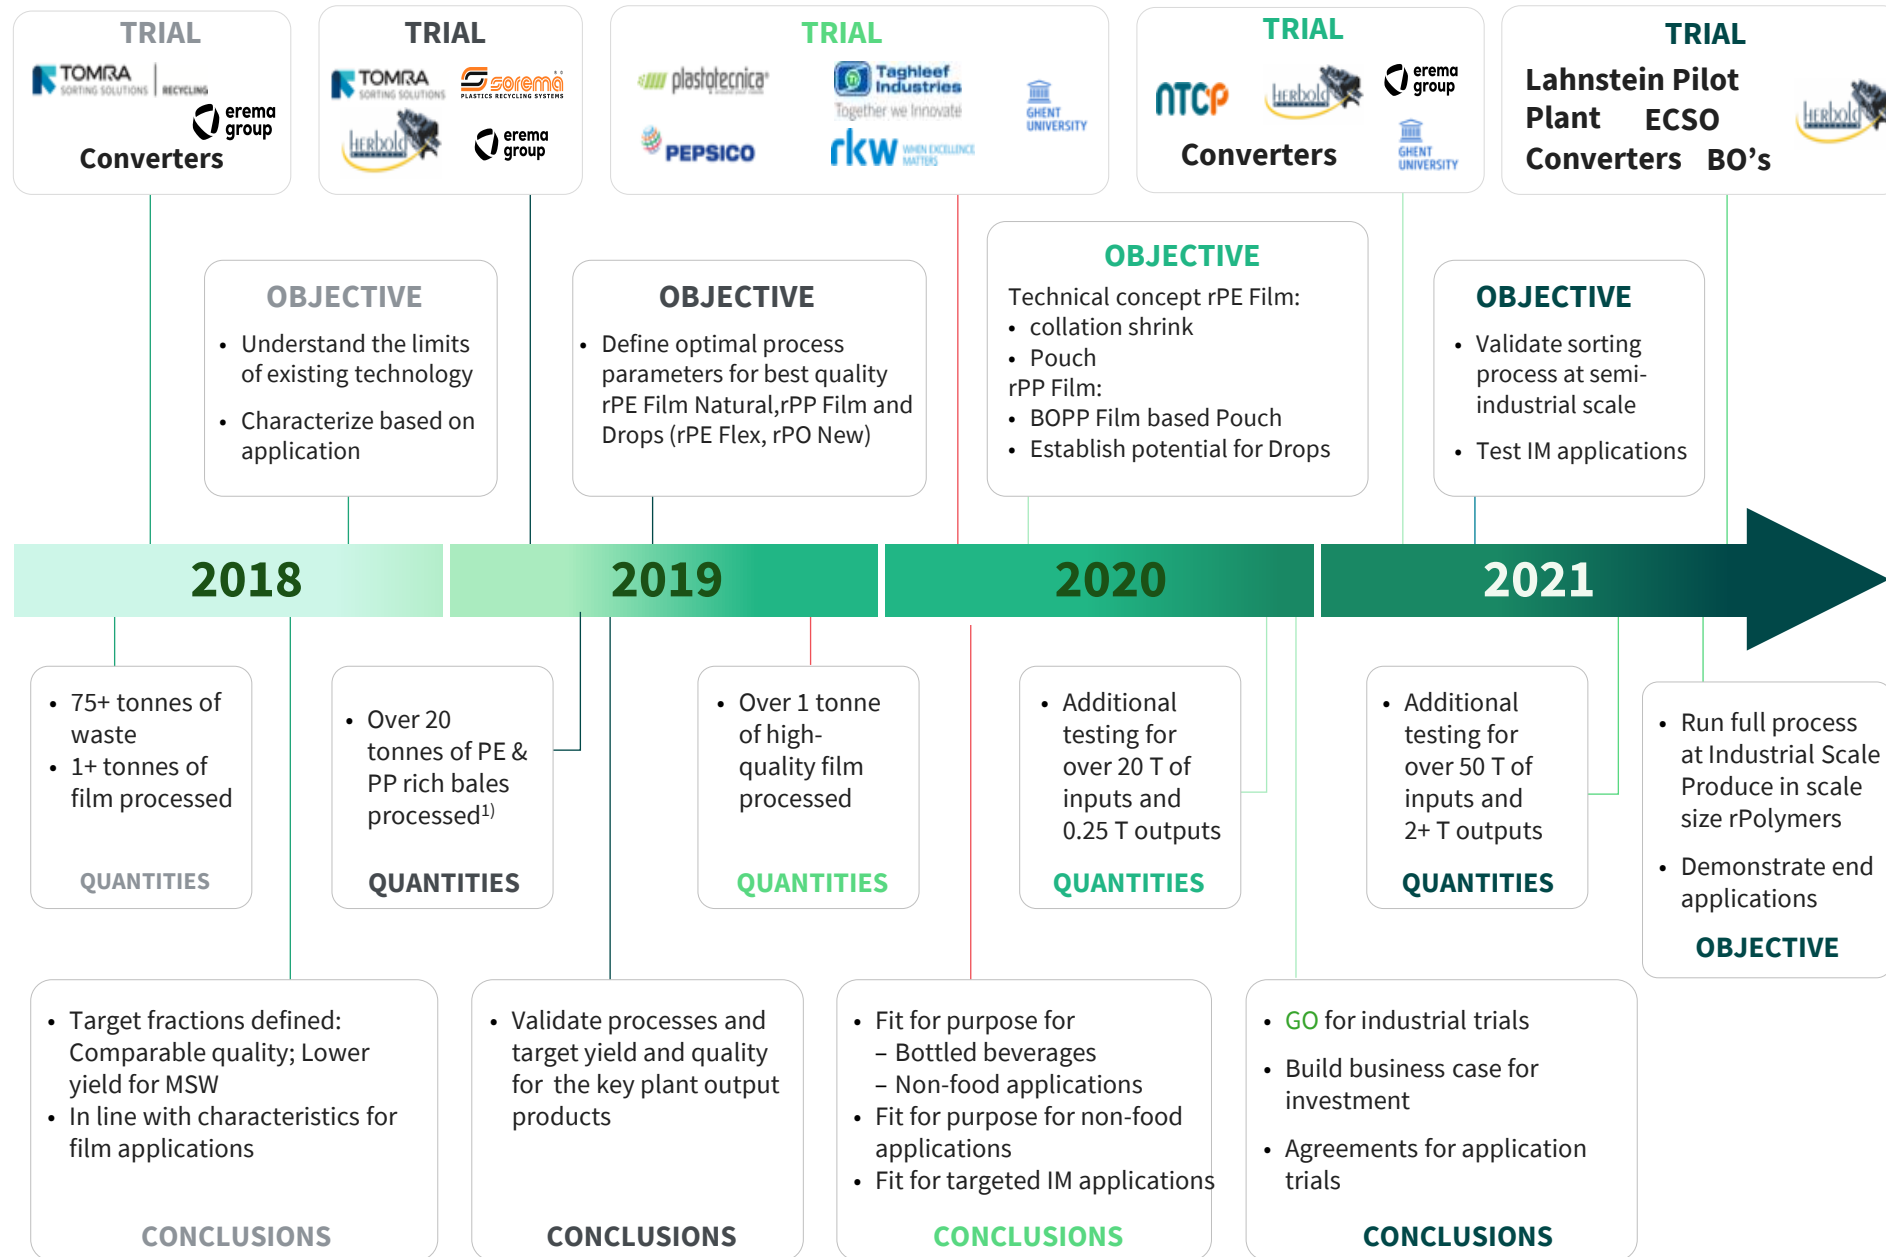 TRIAL
TOMRA
SORTING SOLUTIONS | RECYCLING
erema
group
Converters
TRIAL
TOMRA
SORTING SOLUTIONS
sorema
PLASTICS RECYCLING SYSTEMS
HERBOLD
erema
group
TRIAL
plastotecnica
Taghleef
Industries
Together we Innovate
GHENT
UNIVERSITY
PEPSICO
rkw WHEN EXCELLENCE
MATTERS
TRIAL
NTCP
HERBOLD
erema
group
Converters
GHENT
UNIVERSITY
TRIAL
Lahnstein Pilot
Plant ECSO
Converters BO's
HERBOLD
OBJECTIVE
• Understand the limits
of existing technology
• Characterize based on
application
OBJECTIVE
• Define optimal process
parameters for best quality
rPE Film Natural,rPP Film and
Drops (rPE Flex, rPO New)
OBJECTIVE
Technical concept rPE Film:
• collation shrink
• Pouch
rPP Film:
• BOPP Film based Pouch
• Establish potential for Drops
OBJECTIVE
• Validate sorting
process at semi-
industrial scale
• Test IM applications
2018
2019
2020
2021
• 75+ tonnes of
waste
• 1+ tonnes of
film processed
QUANTITIES
• Over 20
tonnes of PE &
PP rich bales
processed1)
QUANTITIES
• Over 1 tonne
of high-
quality film
processed
QUANTITIES
• Additional
testing for
over 20 T of
inputs and
0.25 T outputs
QUANTITIES
• Additional
testing for
over 50 T of
inputs and
2+ T outputs
QUANTITIES
• Run full process
at Industrial Scale
Produce in scale
size rPolymers
• Demonstrate end
applications
OBJECTIVE
• Target fractions defined:
Comparable quality; Lower
yield for MSW
• In line with characteristics for
film applications
CONCLUSIONS
• Validate processes and
target yield and quality
for the key plant output
products
CONCLUSIONS
• Fit for purpose for
– Bottled beverages
– Non-food applications
• Fit for purpose for non-food
applications
• Fit for targeted IM applications
CONCLUSIONS
• GO for industrial trials
• Build business case for
investment
• Agreements for application
trials
CONCLUSIONS